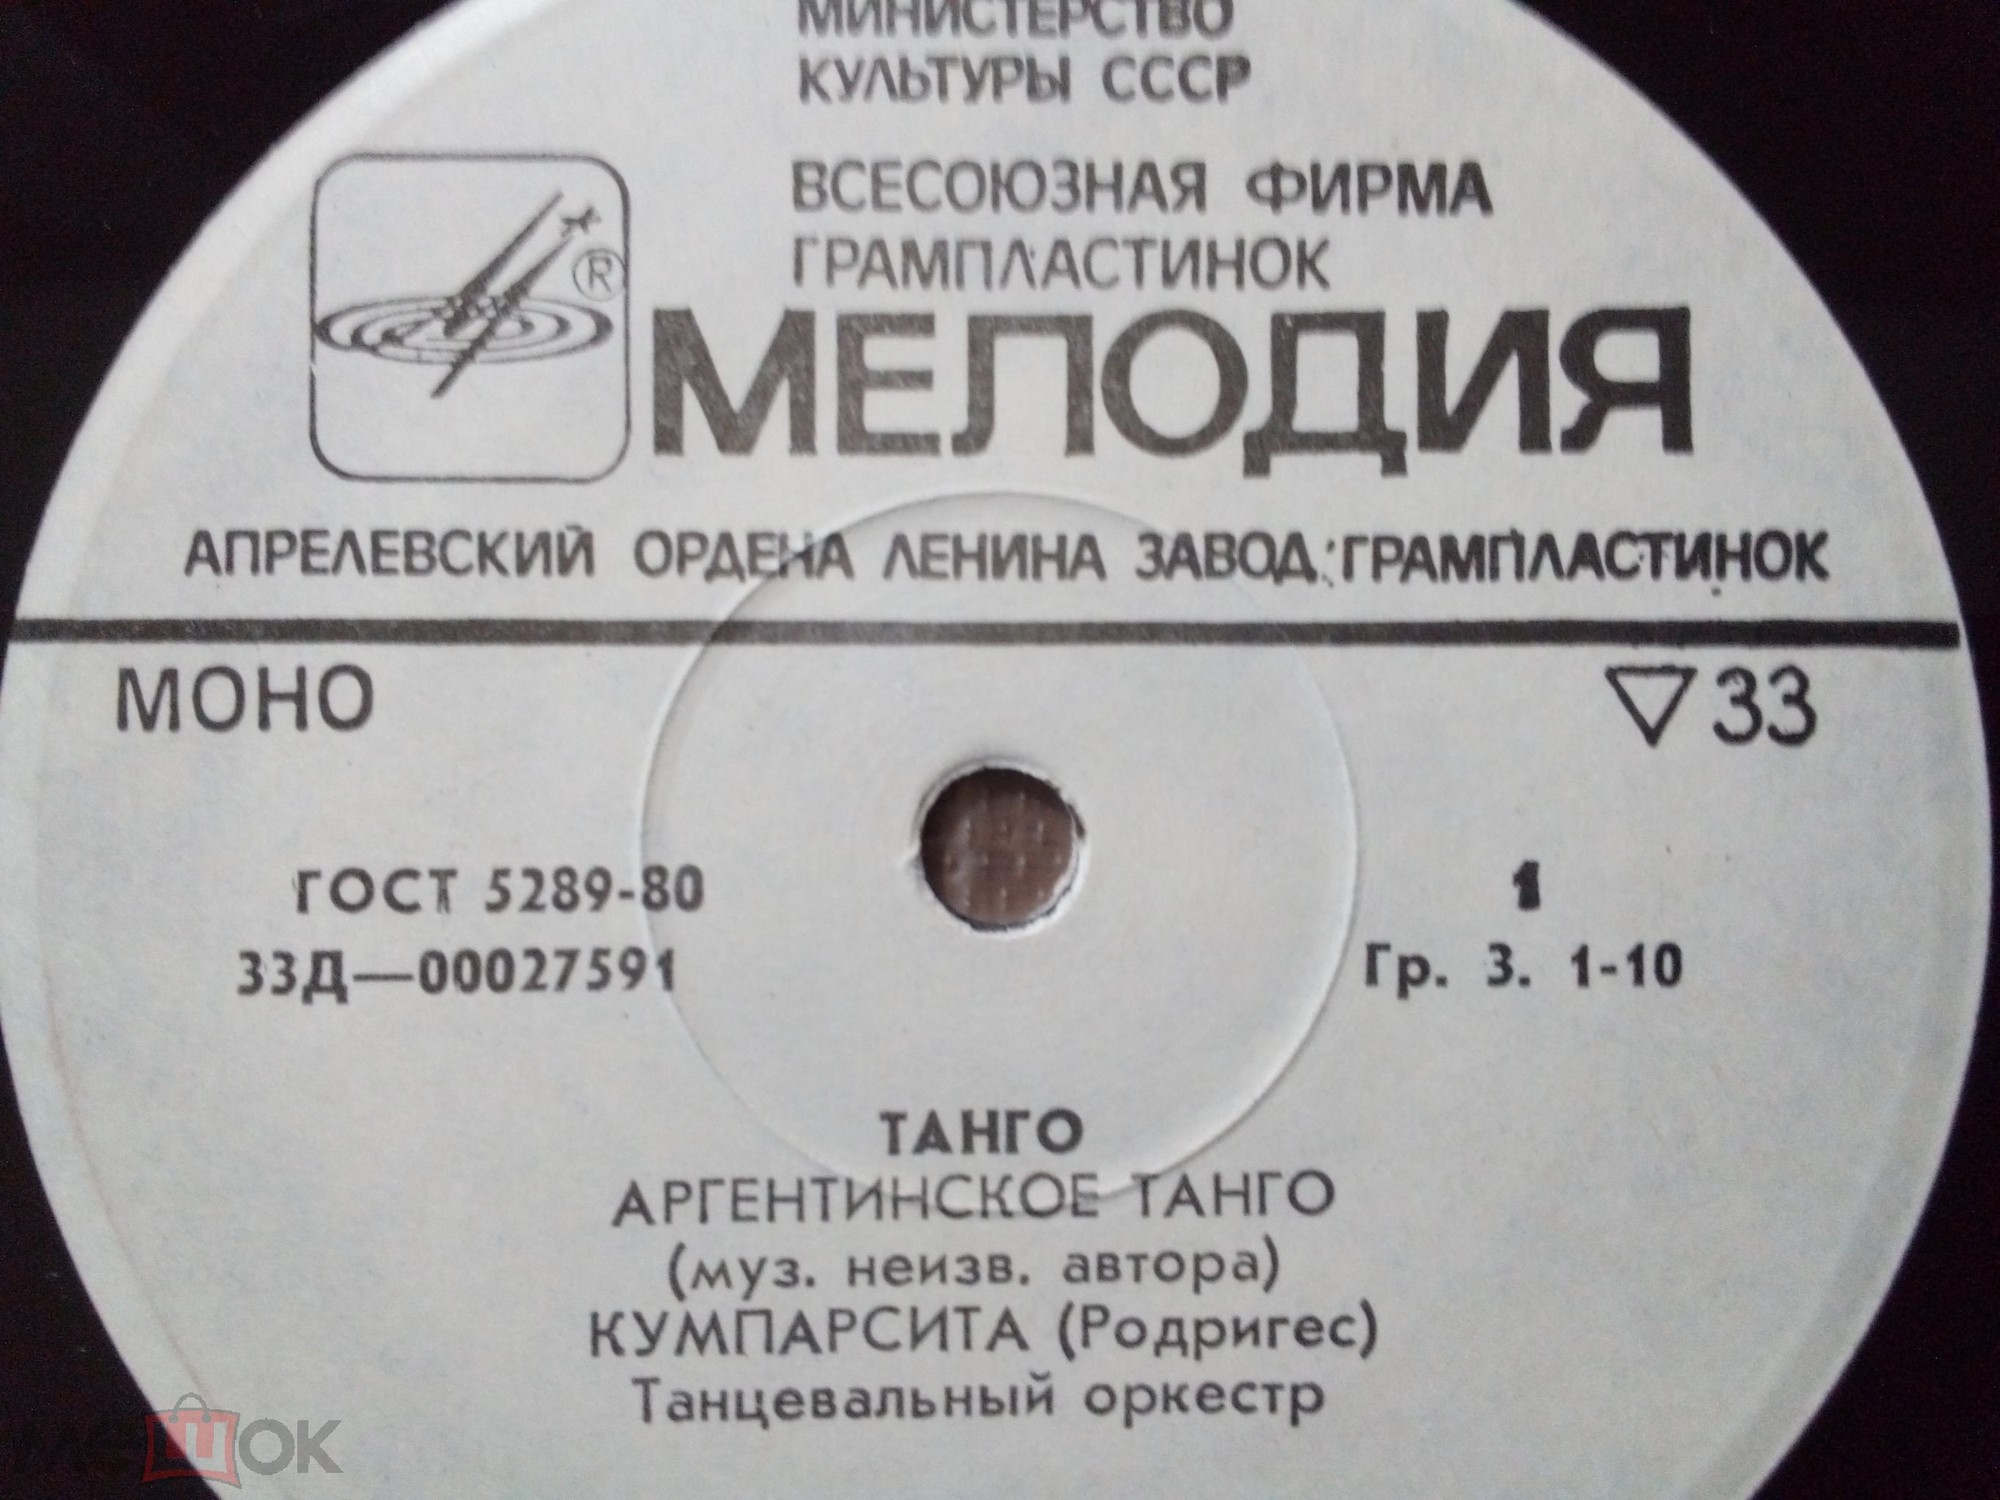 МИНИСТЕРСТВО
КУЛЬТУРЫ СССР
ВСЕСОЮЗНАЯ ФИРМА
ГРАМПЛАСТИНОК
®
МЕЛОДИЯ
АПРЕЛЕВСКИЙ ОРДЕНА ЛЕНИНА ЗАВОД ГРАМПЛАСТИНОК
МОНО
▽33
ГОСТ 5289-80
1
33Д—00027591
Гр. 3. 1-10
ТАНГО
АРГЕНТИНСКОЕ ТАНГО
(муз. неизв. автора)
КУМПАРСИТА (Родригес)
Танцевальный оркестр
мешок